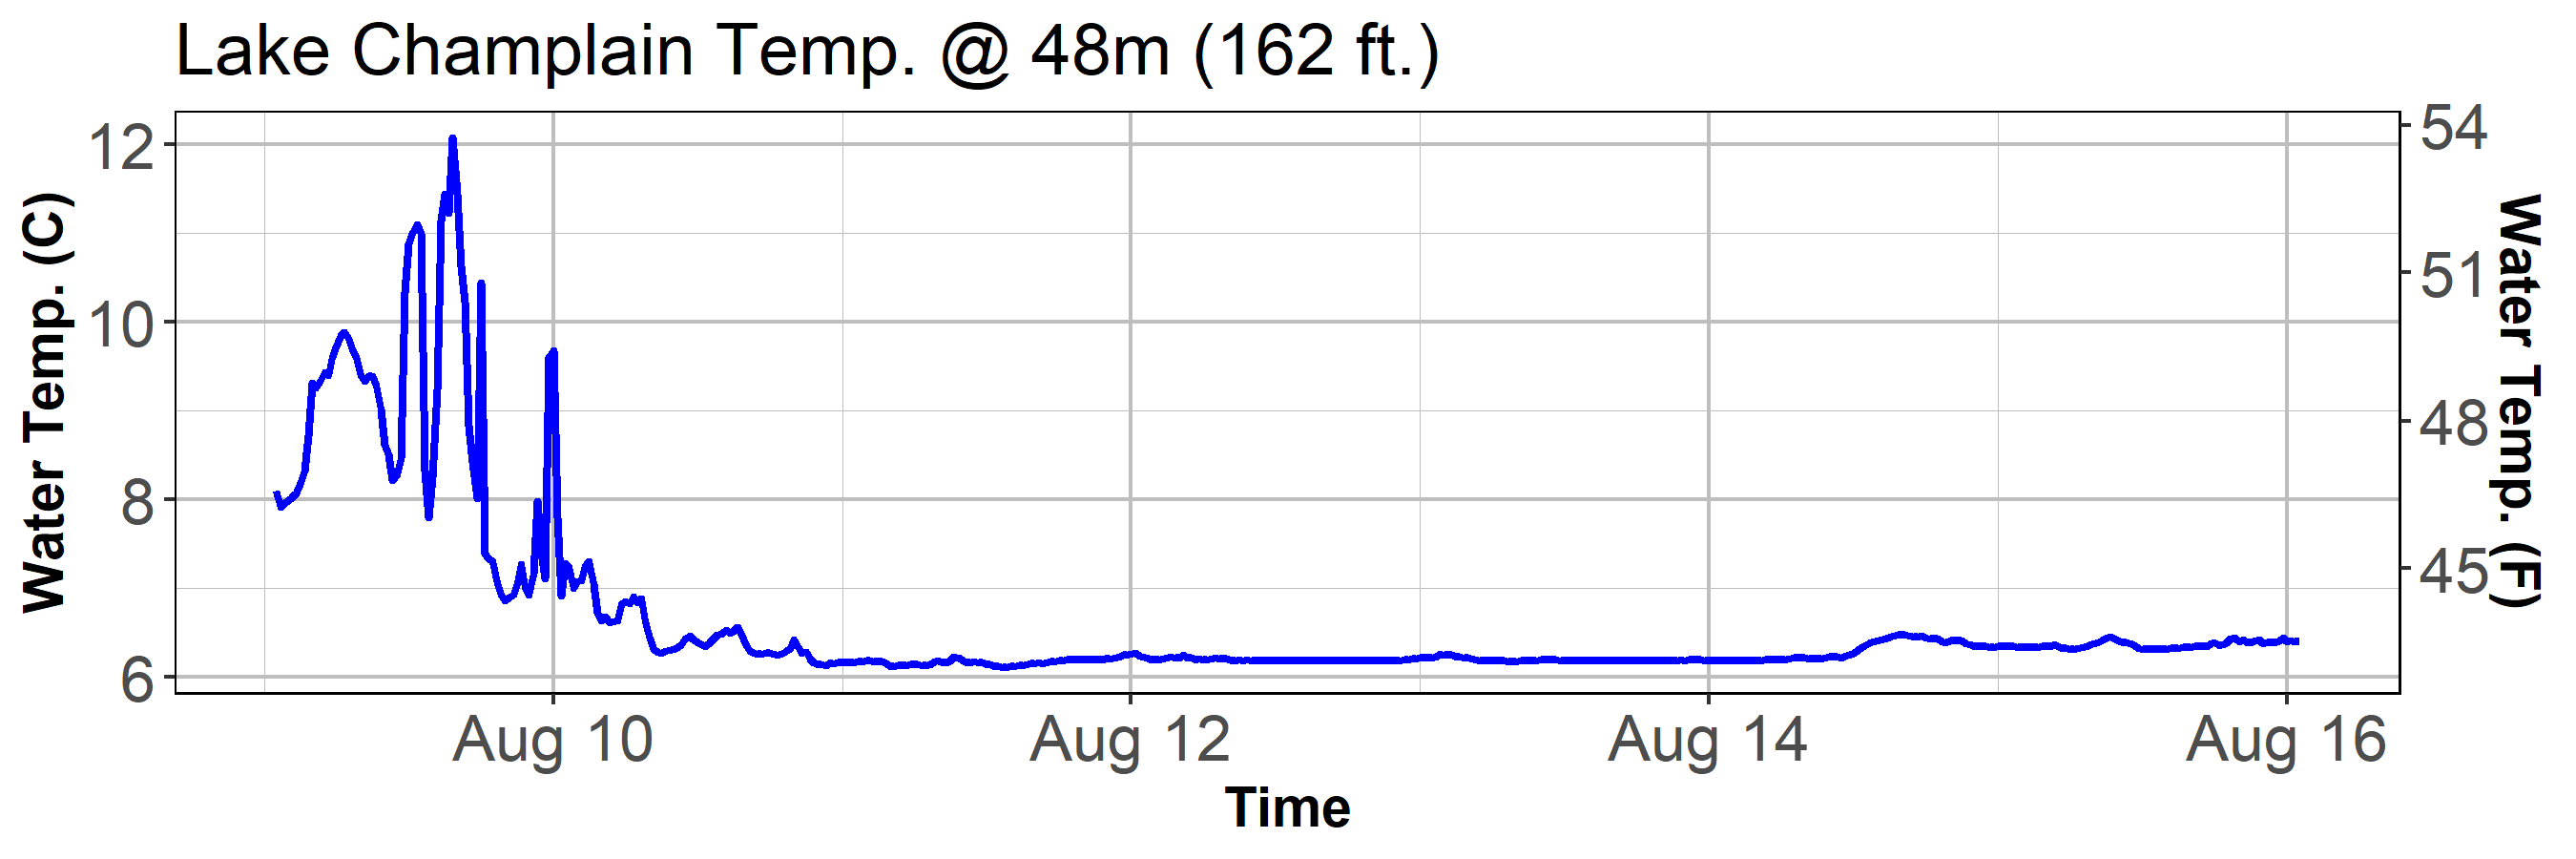 Lake Champlain Temp. @ 48m (162 ft.)
Water Temp. (C)
12
10
8
6
54
51
48
45
Water Temp. (F)
Aug 10
Aug 12
Aug 14
Aug 16
Time